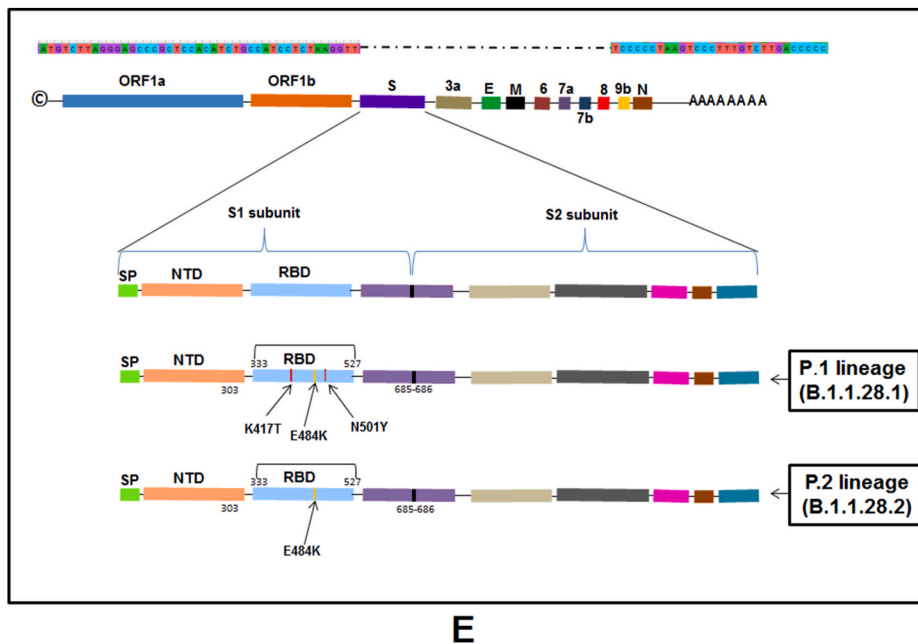 ATGTCTTAGGGAGCCCGCTCCACATCTGCCATCCTCTAAGGTT TCCCCCTAAGTCCCTTTGTCTTGACCCCC
ORF1a ORF1b S 3a E M 6 7a 8 9b N
© AAAAAAAA
7b
S1 subunit S2 subunit
SP NTD RBD
333 RBD 527
SP NTD
303 685-686
K417T E484K N501Y
P.1 lineage
(B.1.1.28.1)
333 RBD 527
SP NTD
303 685-686
E484K
P.2 lineage
(B.1.1.28.2)
E